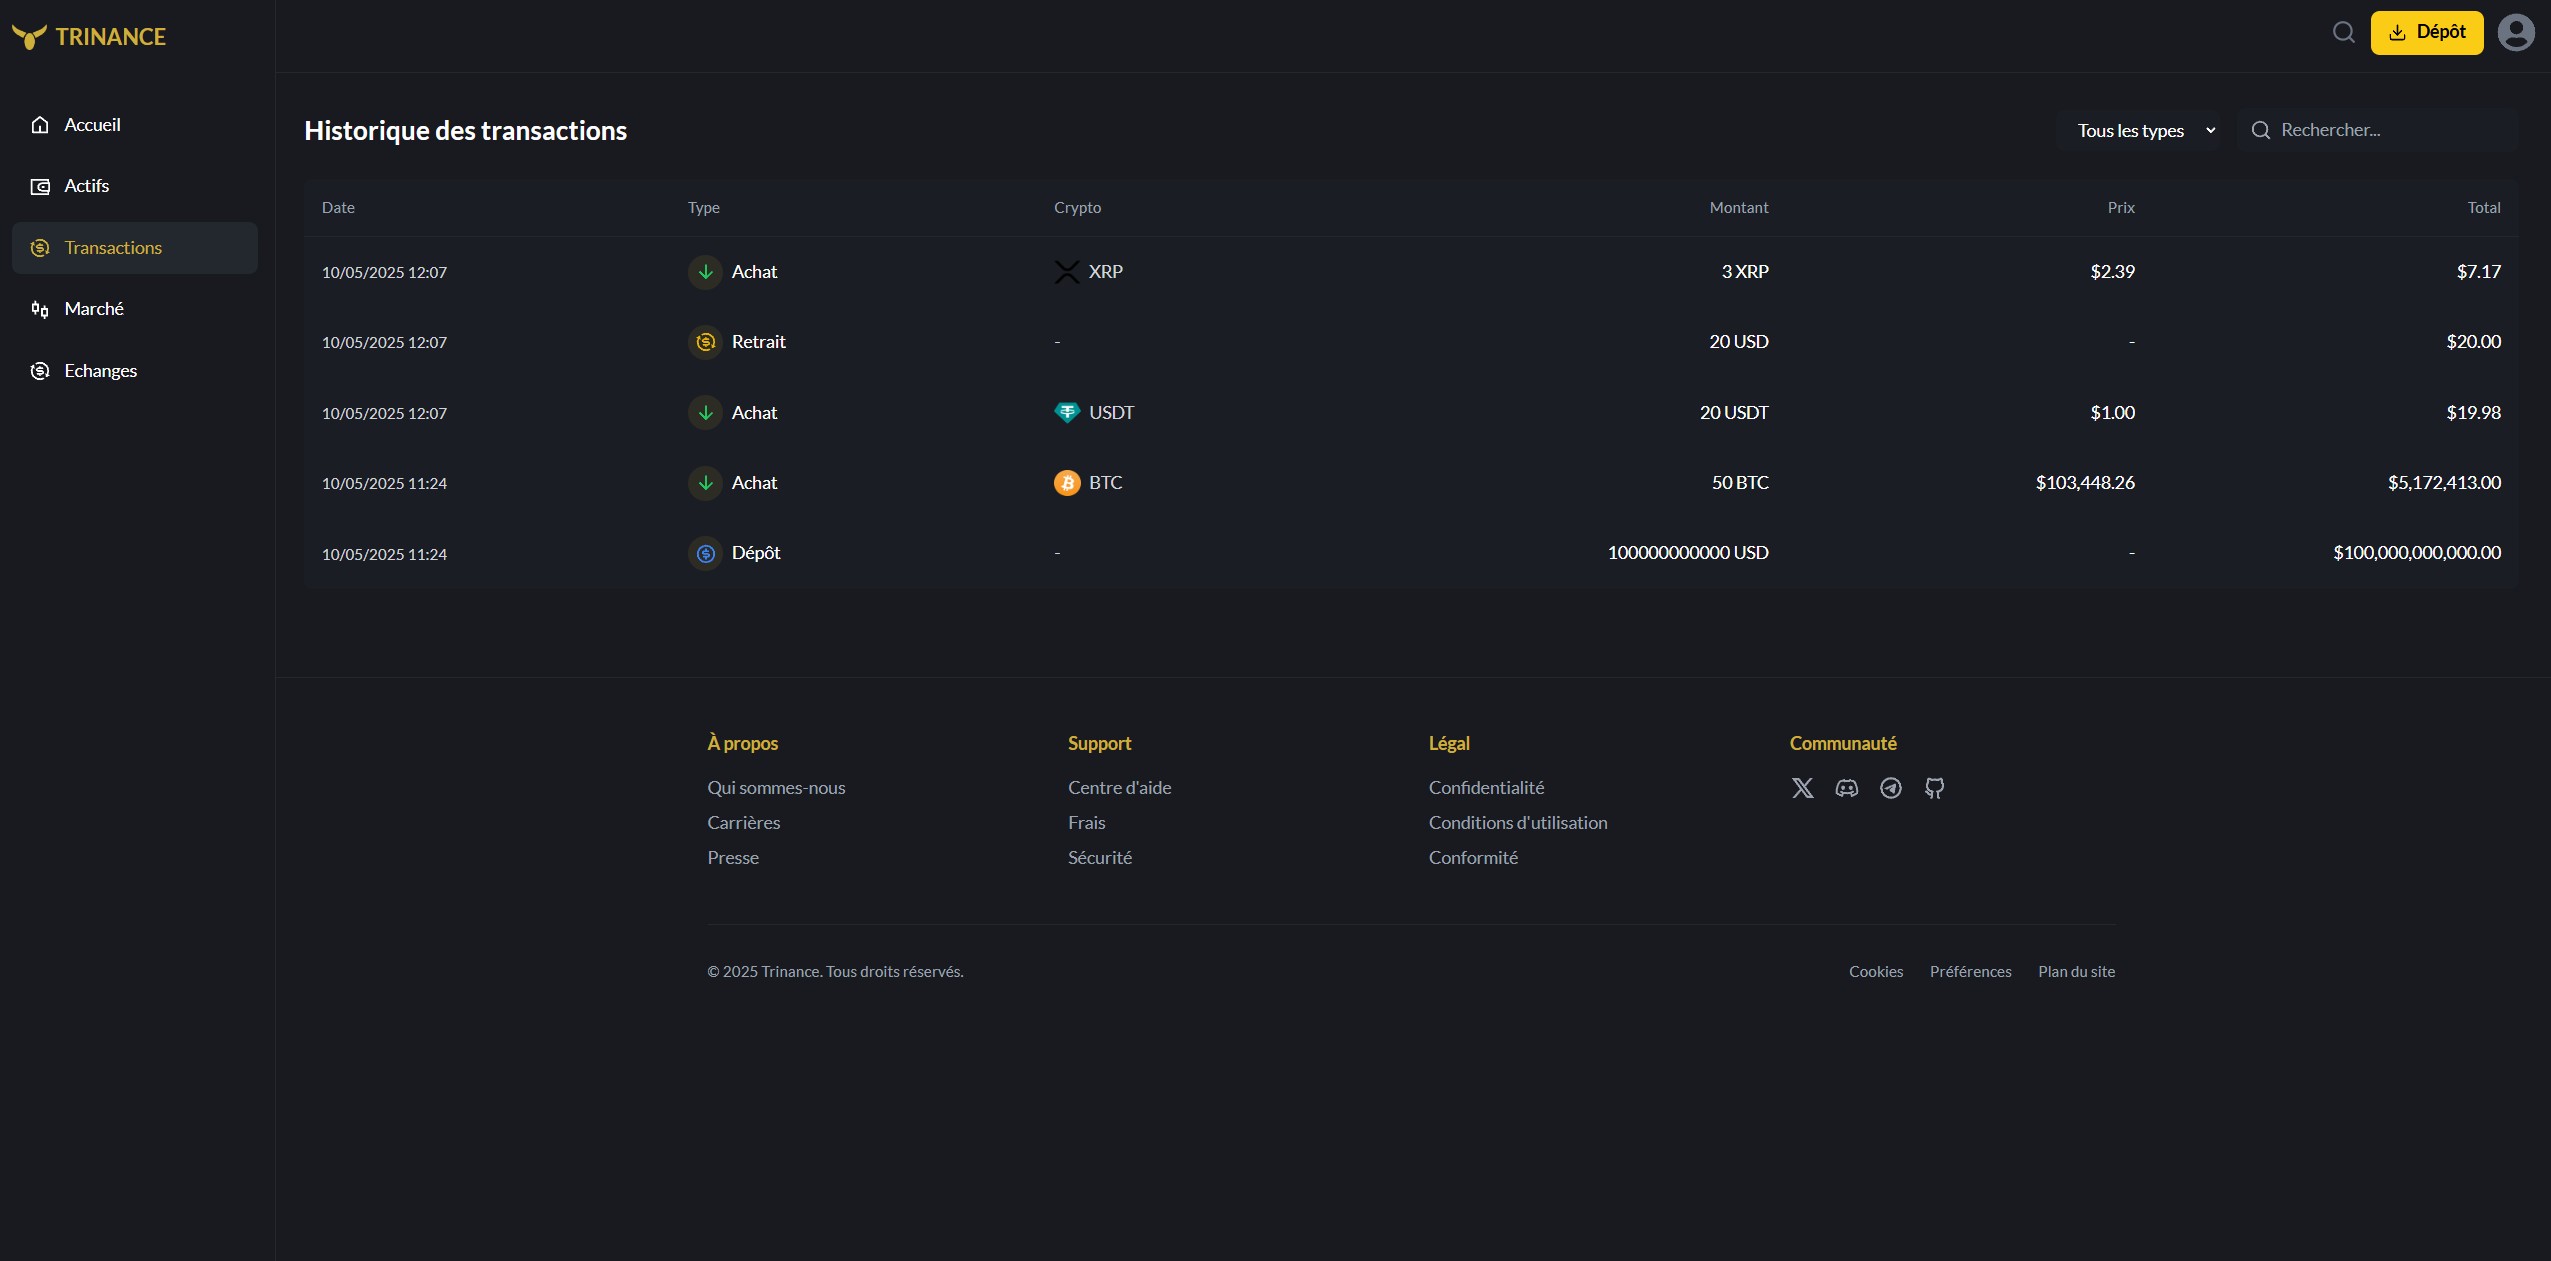 TRINANCE
Dépôt
Accueil
Actifs
Transactions
Marché
Echanges
Historique des transactions
Tous les types
Rechercher...
Date Type Crypto Montant Prix Total
10/05/2025 12:07 Achat XRP 3 XRP $2.39 $7.17
10/05/2025 12:07 Retrait - 20 USD - $20.00
10/05/2025 12:07 Achat USDT 20 USDT $1.00 $19.98
10/05/2025 11:24 Achat BTC 50 BTC $103,448.26 $5,172,413.00
10/05/2025 11:24 Dépôt - 100000000000 USD - $100,000,000,000.00
À propos
Qui sommes-nous
Carrières
Presse
Support
Centre d'aide
Frais
Sécurité
Légal
Confidentialité
Conditions d'utilisation
Conformité
Communauté
© 2025 Trinance. Tous droits réservés.
Cookies Préférences Plan du site